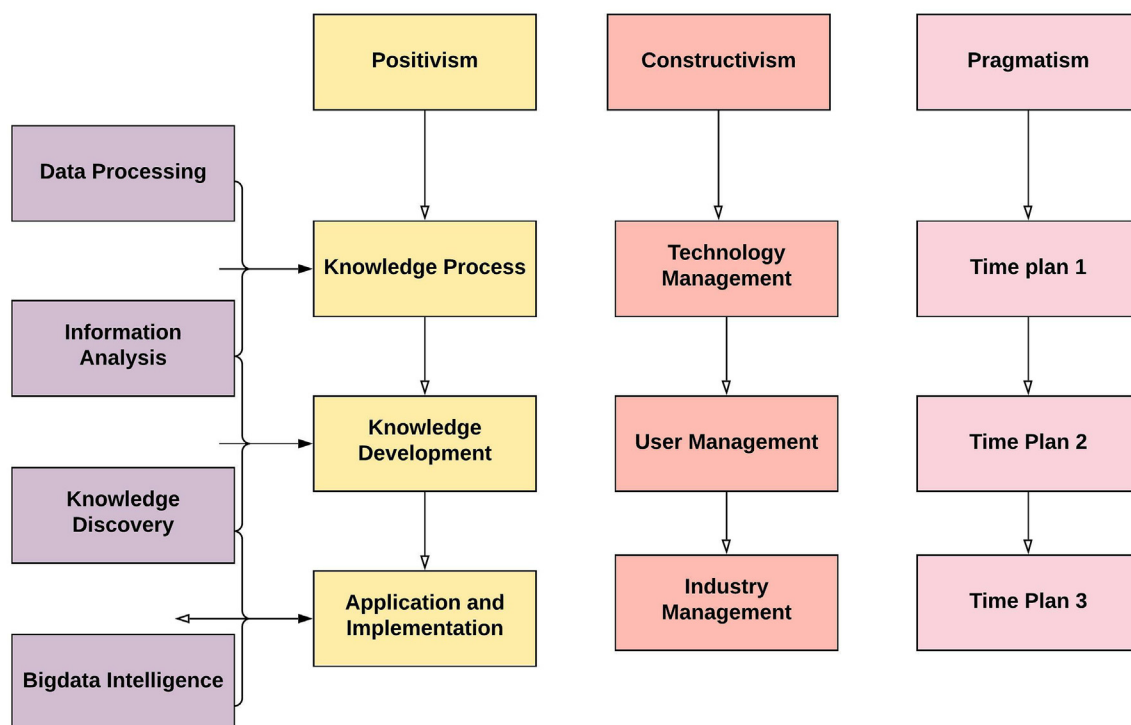 Positivism
Constructivism
Pragmatism
Data Processing
Knowledge Process
Technology
Management
Time plan 1
Information
Analysis
Knowledge
Development
User Management
Time Plan 2
Knowledge
Discovery
Application and
Implementation
Industry
Management
Time Plan 3
Bigdata Intelligence